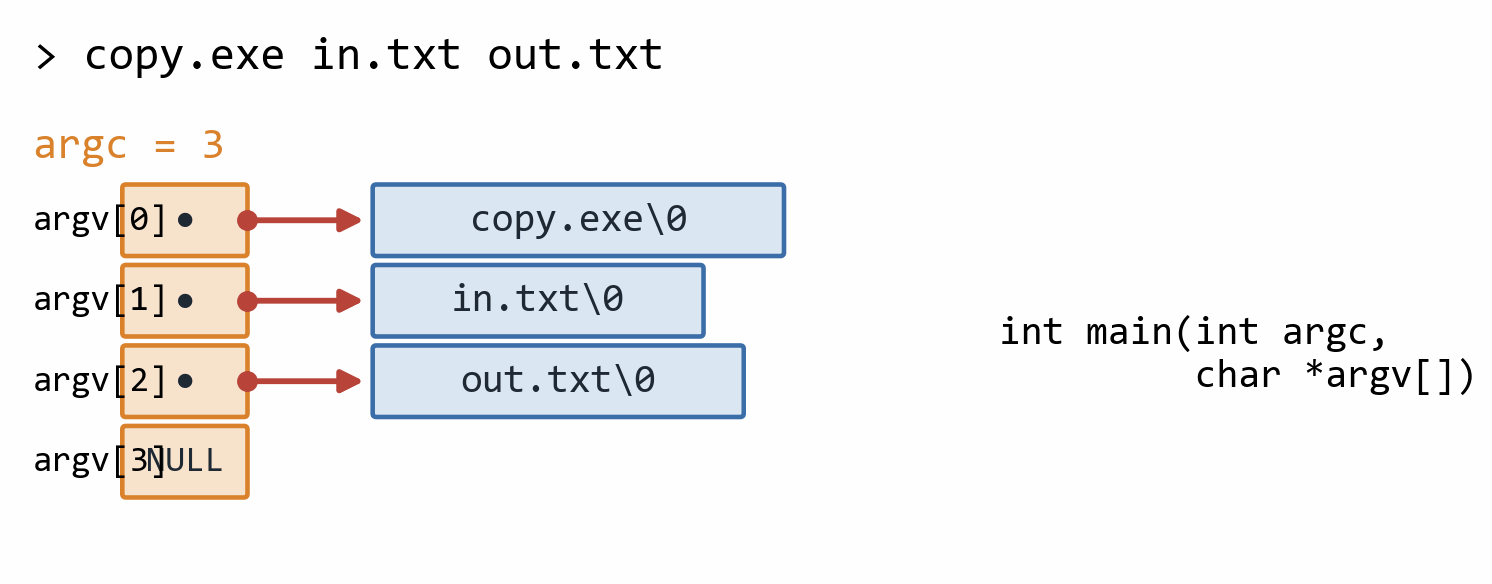 > copy.exe in.txt out.txt
argc = 3
argv[0] copy.exe\0
argv[1] in.txt\0
argv[2] out.txt\0
argv[3] NULL
int main(int argc,
char *argv[])